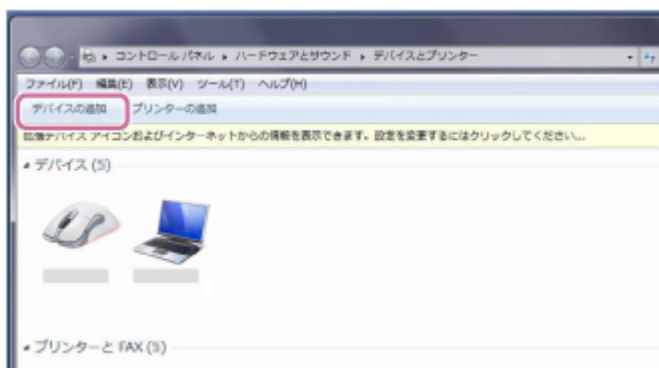 コントロール パネル ▸ ハードウェアとサウンド ▸ デバイスとプリンター
ファイル(F) 編集(E) 表示(V) ツール(T) ヘルプ(H)
デバイスの追加 プリンターの追加
拡張デバイス アイコンおよびインターネットからの情報を表示できます。設定を変更するにはクリックしてください...
デバイス (5)
プリンターと FAX